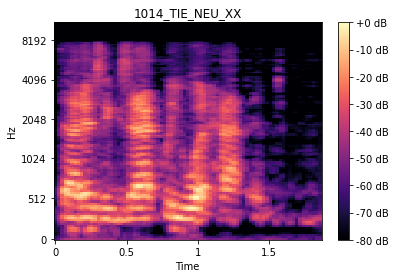 1014_TIE_NEU_XX
8192
4096
2048
1024
512
0
Hz
0
0.5
1
1.5
Time
+0 dB
-10 dB
-20 dB
-30 dB
-40 dB
-50 dB
-60 dB
-70 dB
-80 dB